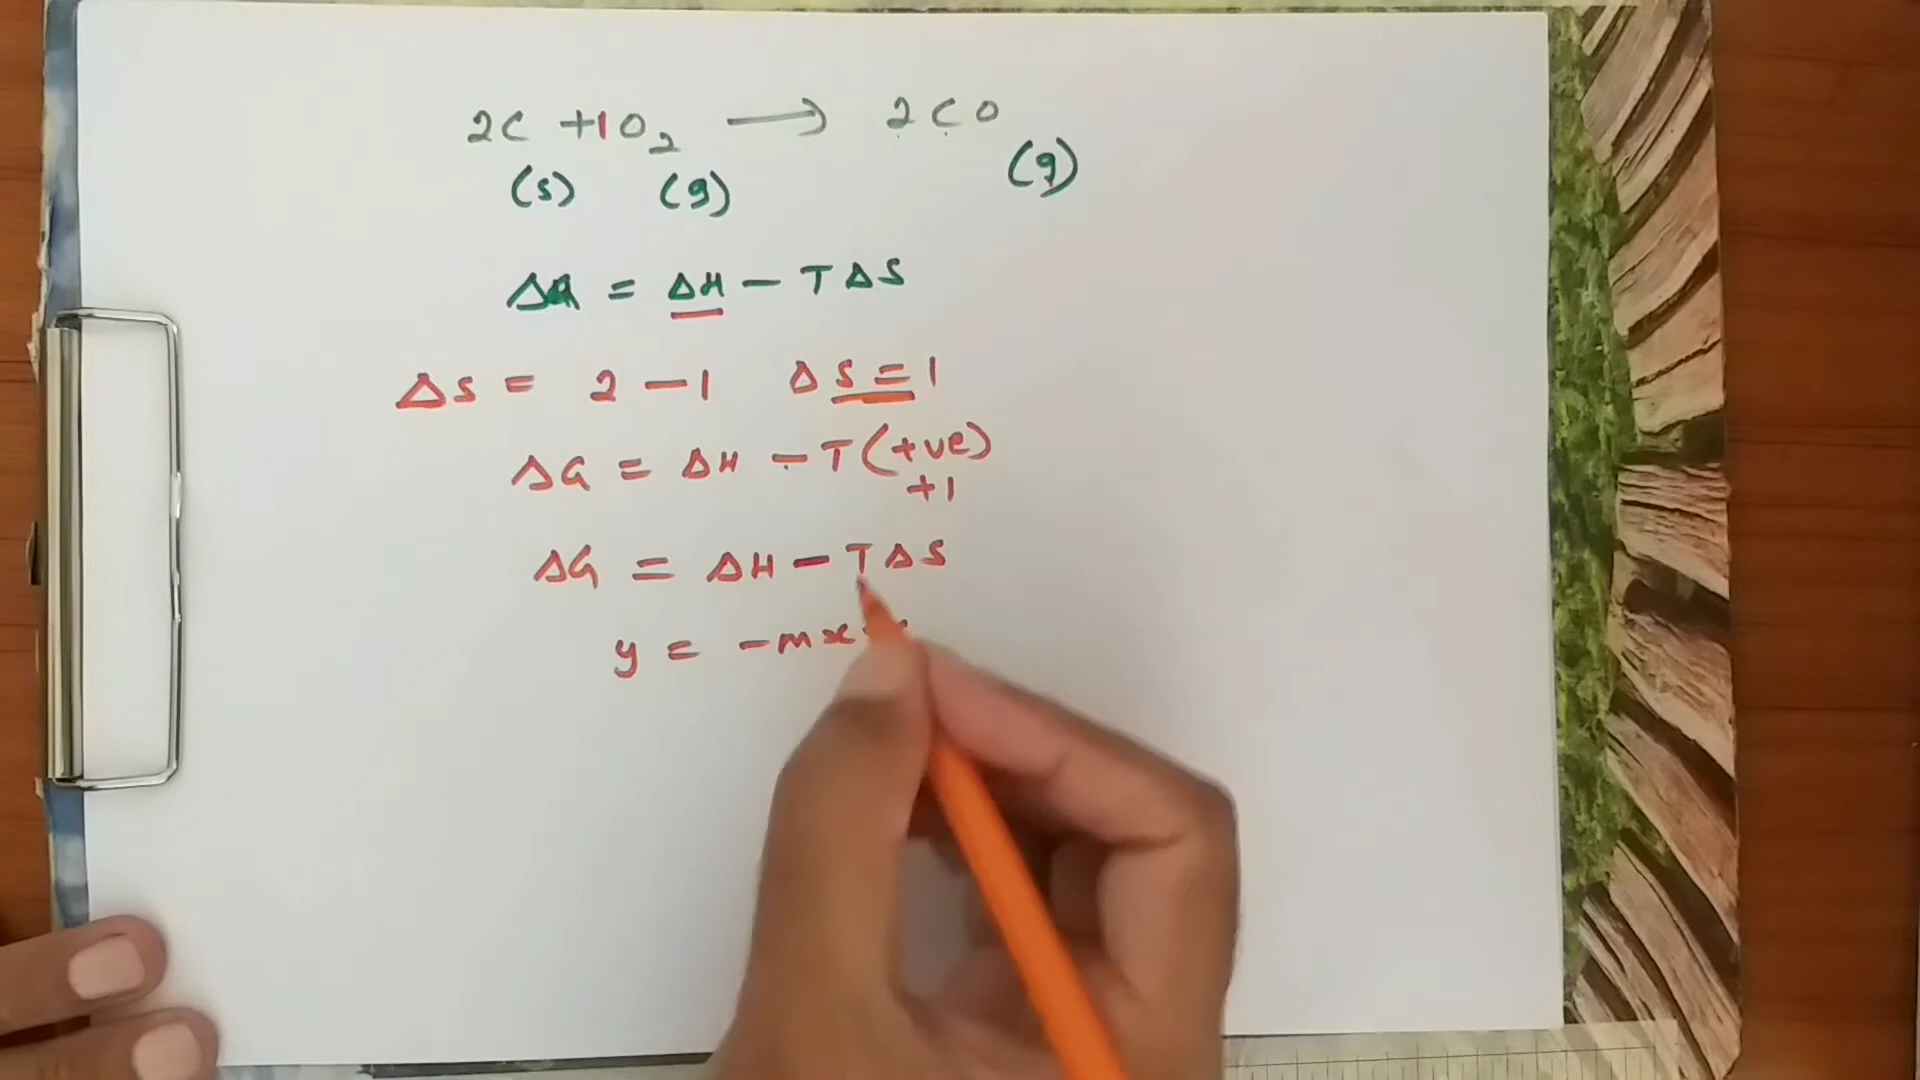 2C +1O₂ ⟶ 2CO
(s) (g) (g)
ΔG = ΔH – TΔS
ΔS = 2 – 1 ΔS = 1
ΔG = ΔH – T(+ve)
+1
ΔG = ΔH – TΔS
y = –mx